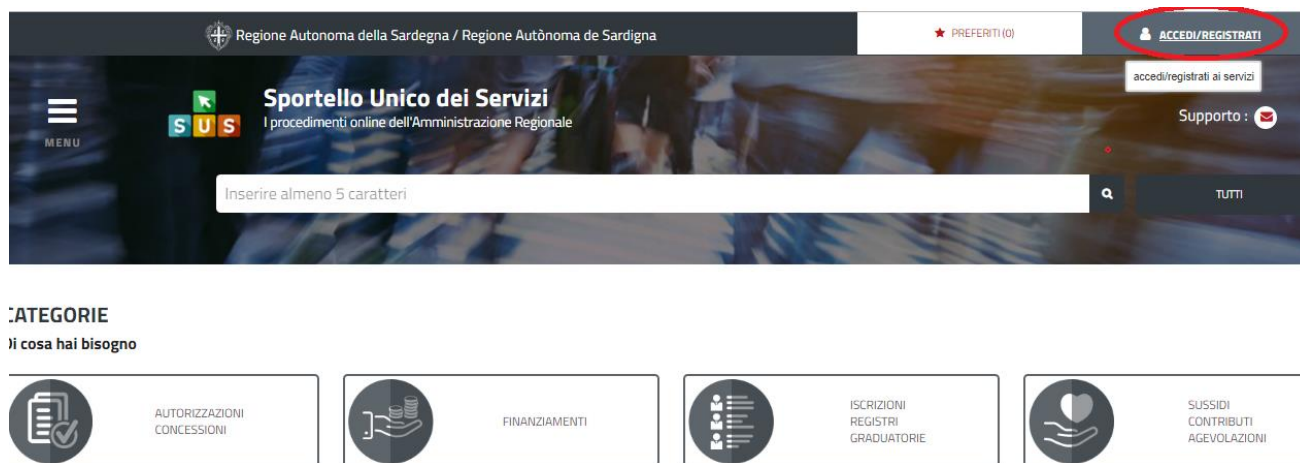 Regione Autonoma della Sardegna / Regione Autònoma de Sardigna
PREFERITI (0)
ACCEDI/REGISTRATI
accedi/registrati ai servizi
MENU
SUS
Sportello Unico dei Servizi
I procedimenti online dell'Amministrazione Regionale
Supporto :
Inserire almeno 5 caratteri
TUTTI
CATEGORIE
Di cosa hai bisogno
AUTORIZZAZIONI
CONCESSIONI
FINANZIAMENTI
ISCRIZIONI
REGISTRI
GRADUATORIE
SUSSIDI
CONTRIBUTI
AGEVOLAZIONI